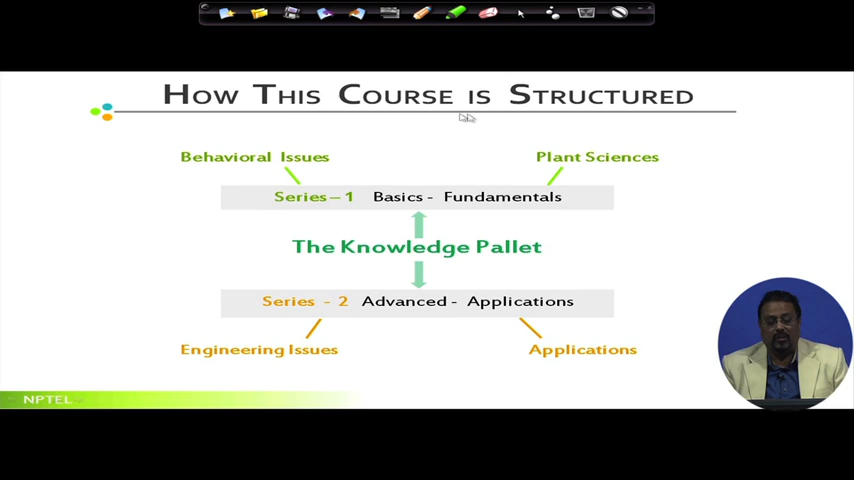 How This Course is Structured
Behavioral Issues
Plant Sciences
Series – 1 Basics - Fundamentals
The Knowledge Pallet
Series - 2 Advanced - Applications
Engineering Issues
Applications
NPTEL